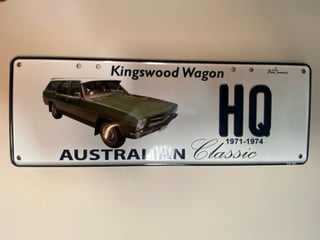 Kingswood Wagon
HQ
1971-1974
AUSTRALIAN Classic